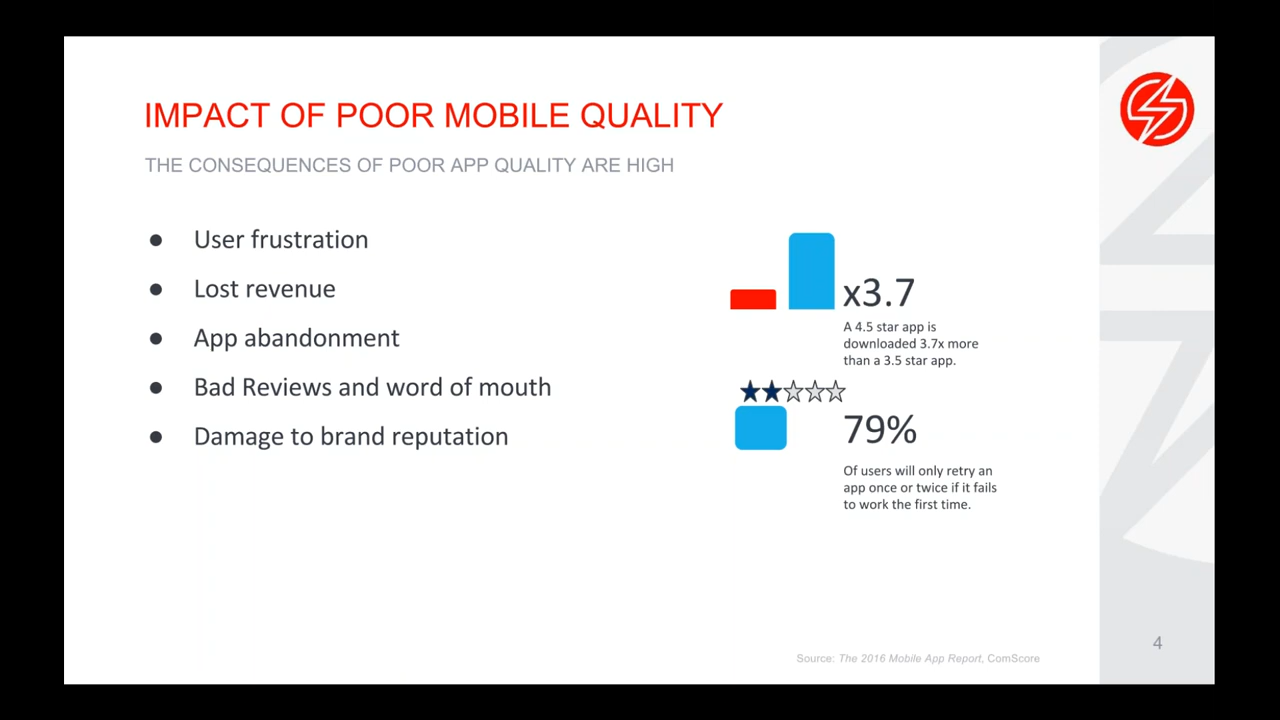 IMPACT OF POOR MOBILE QUALITY
THE CONSEQUENCES OF POOR APP QUALITY ARE HIGH
● User frustration
● Lost revenue
● App abandonment
● Bad Reviews and word of mouth
● Damage to brand reputation
x3.7
A 4.5 star app is
downloaded 3.7x more
than a 3.5 star app.
79%
Of users will only retry an
app once or twice if it fails
to work the first time.
Source: The 2016 Mobile App Report, ComScore
4